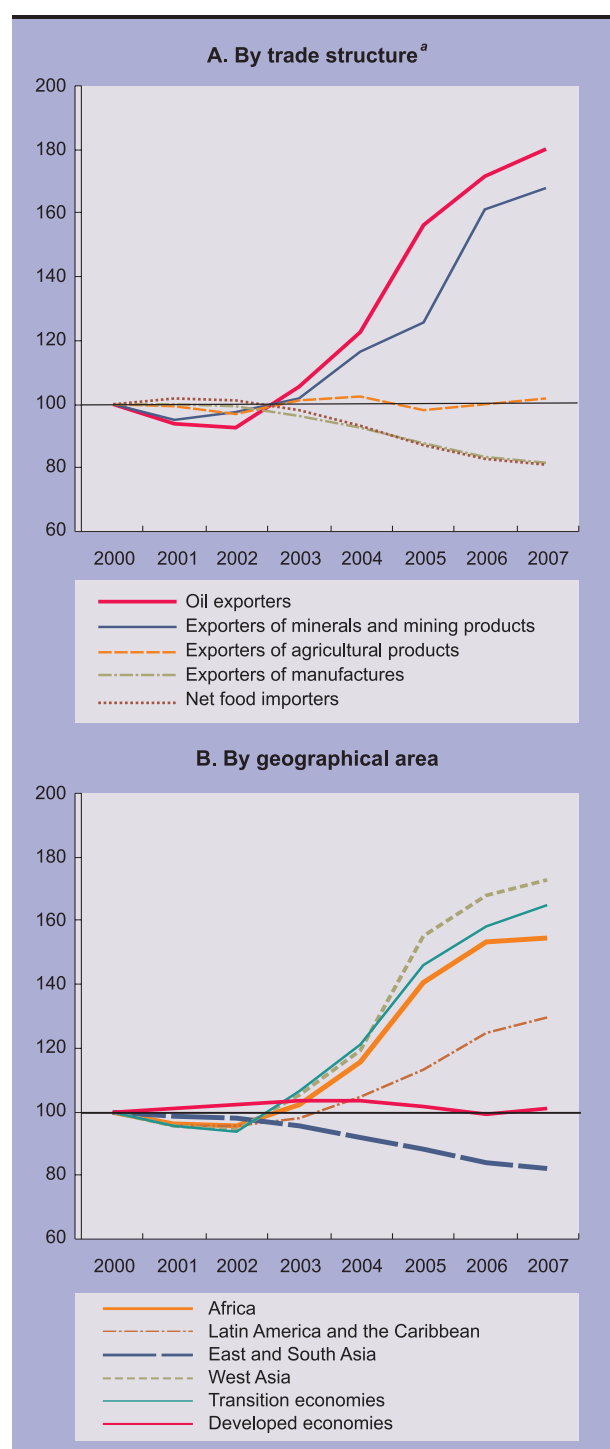 A. By trade structure a
200
180
160
140
120
100
80
60
2000 2001 2002 2003 2004 2005 2006 2007
Oil exporters
Exporters of minerals and mining products
Exporters of agricultural products
Exporters of manufactures
Net food importers
B. By geographical area
200
180
160
140
120
100
80
60
2000 2001 2002 2003 2004 2005 2006 2007
Africa
Latin America and the Caribbean
East and South Asia
West Asia
Transition economies
Developed economies